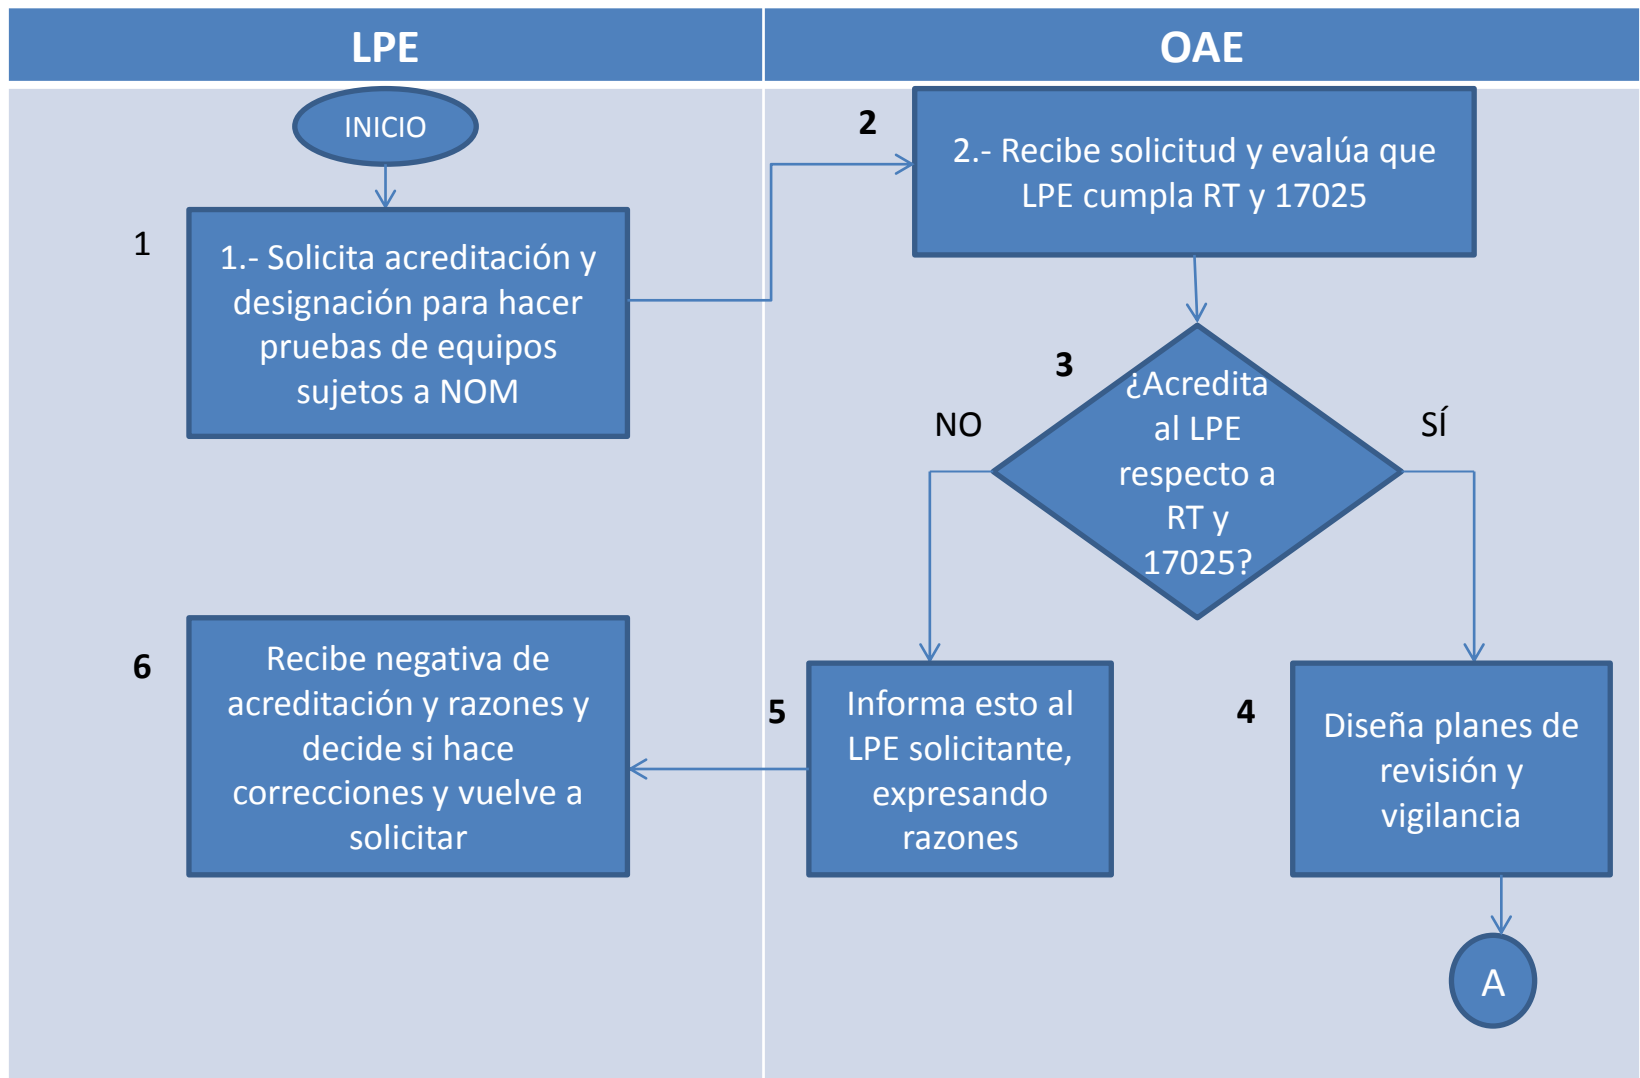 LPE
OAE
INICIO
1
1.- Solicita acreditación y
designación para hacer
pruebas de equipos
sujetos a NOM
2
2.- Recibe solicitud y evalúa que
LPE cumpla RT y 17025
3
¿Acredita
al LPE
respecto a
RT y
17025?
NO
SÍ
6
Recibe negativa de
acreditación y razones y
decide si hace
correcciones y vuelve a
solicitar
5
Informa esto al
LPE solicitante,
expresando
razones
4
Diseña planes de
revisión y
vigilancia
A